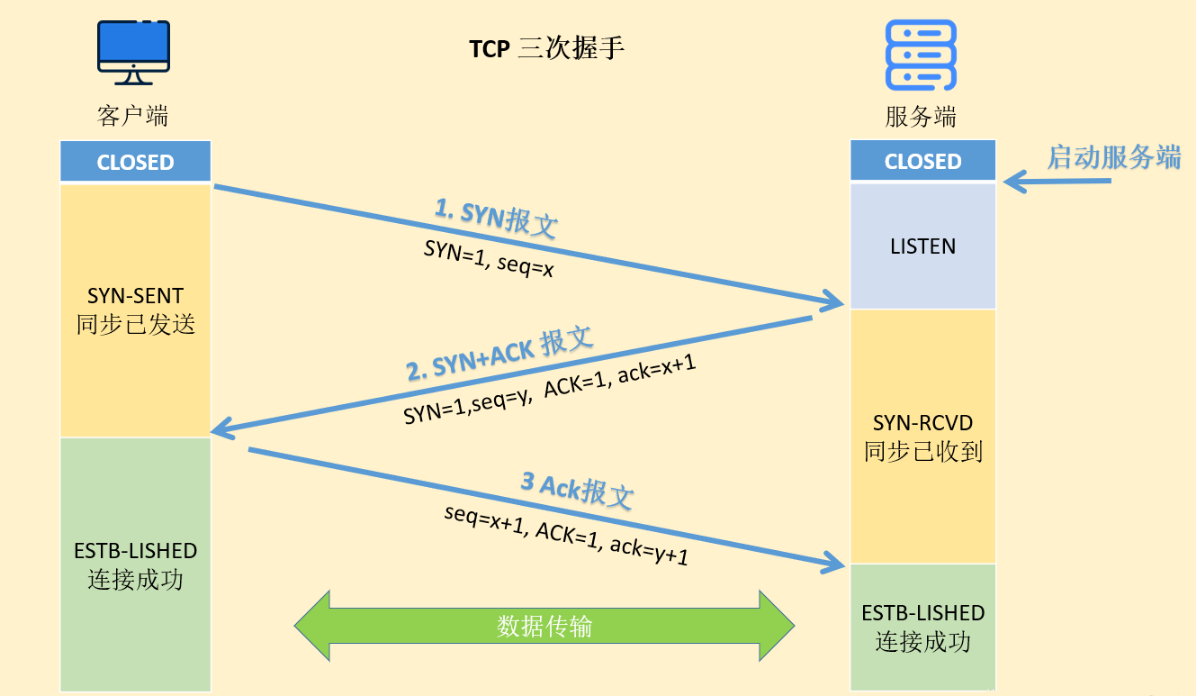 TCP 三次握手
客户端
服务端
CLOSED
CLOSED
启动服务端
1. SYN报文
SYN=1, seq=x
LISTEN
SYN-SENT
同步已发送
2. SYN+ACK 报文
SYN=1,seq=y, ACK=1, ack=x+1
SYN-RCVD
同步已收到
3 Ack报文
seq=x+1, ACK=1, ack=y+1
ESTB-LISHED
连接成功
数据传输
ESTB-LISHED
连接成功